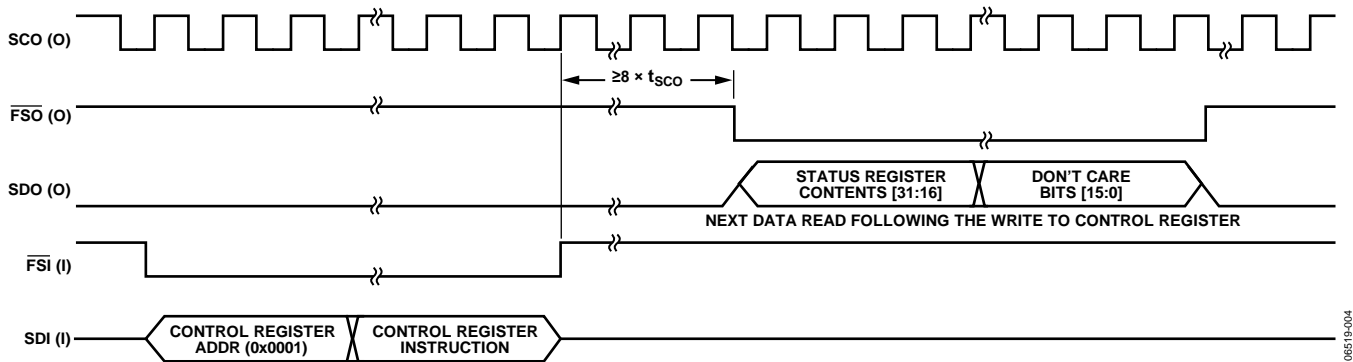 SCO (O)
≥8 × tSCO
FSO (O)
SDO (O)
STATUS REGISTER
CONTENTS [31:16]
DON'T CARE
BITS [15:0]
NEXT DATA READ FOLLOWING THE WRITE TO CONTROL REGISTER
FSI (I)
SDI (I)
CONTROL REGISTER
ADDR (0x0001)
CONTROL REGISTER
INSTRUCTION
06519-004